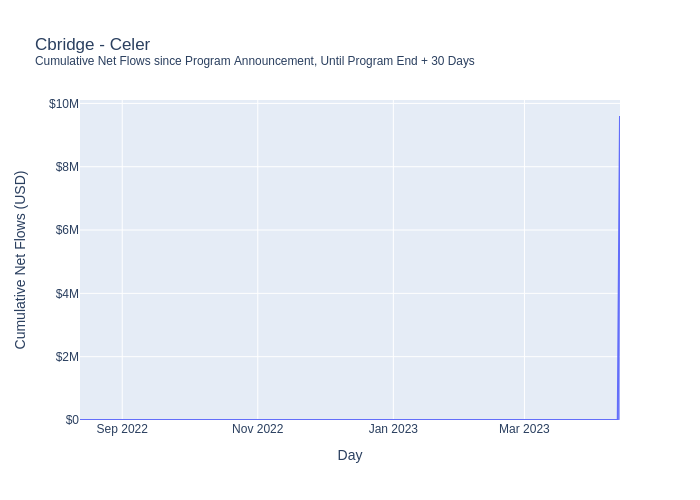 Cbridge - Celer
Cumulative Net Flows since Program Announcement, Until Program End + 30 Days
Cumulative Net Flows (USD)
$10M
$8M
$6M
$4M
$2M
$0
Sep 2022
Nov 2022
Jan 2023
Mar 2023
Day